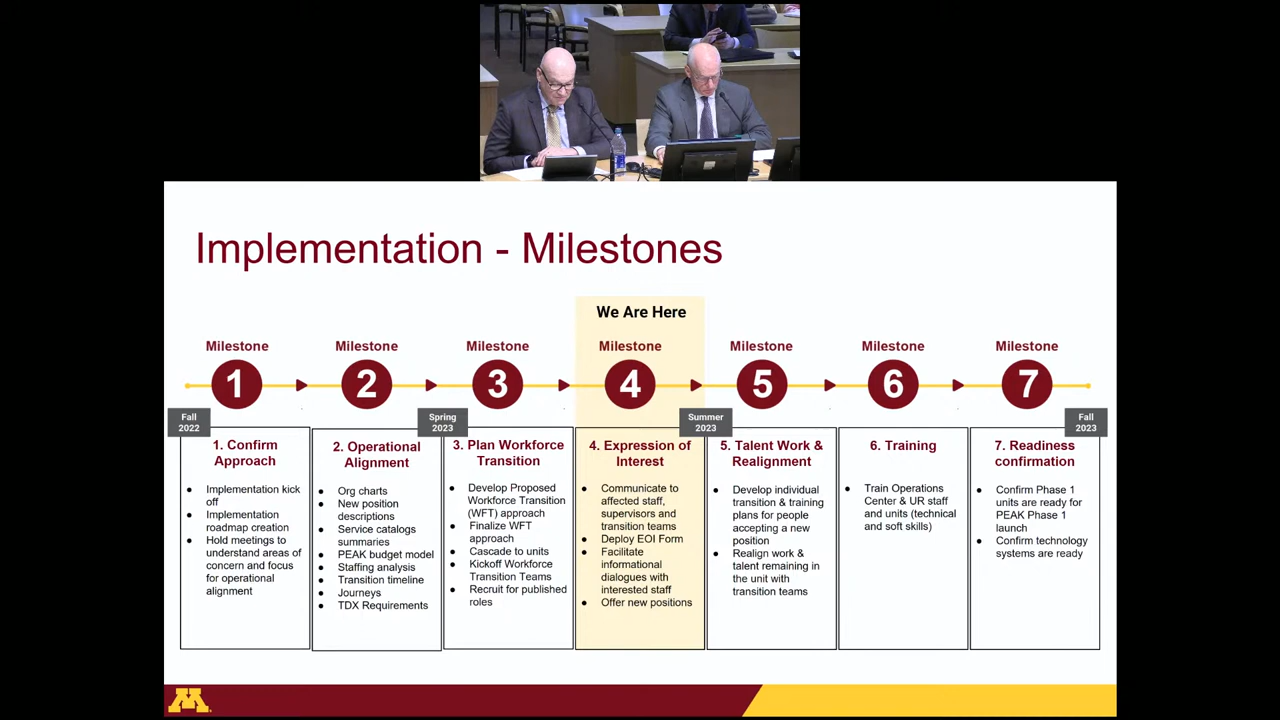 Implementation - Milestones
We Are Here
Milestone
Milestone
Milestone
Milestone
Milestone
Milestone
Milestone
1
2
3
4
5
6
7
Fall
2022
Spring
2023
Summer
2023
Fall
2023
1. Confirm
Approach
● Implementation kick
off
● Implementation
roadmap creation
● Hold meetings to
understand areas of
concern and focus
for operational
alignment
2. Operational
Alignment
● Org charts
● New position
descriptions
● Service catalogs
summaries
● PEAK budget model
● Staffing analysis
● Transition timeline
● Journeys
● TDX Requirements
3. Plan Workforce
Transition
● Develop Proposed
Workforce Transition
(WFT) approach
● Finalize WFT
approach
● Cascade to units
● Kickoff Workforce
Transition Teams
● Recruit for published
roles
4. Expression of
Interest
● Communicate to
affected staff,
supervisors and
transition teams
● Deploy EOI Form
● Facilitate
informational
dialogues with
interested staff
● Offer new positions
5. Talent Work &
Realignment
● Develop individual
transition & training
plans for people
accepting a new
position
● Realign work &
talent remaining in
the unit with
transition teams
6. Training
● Train Operations
Center & UR staff
and units (technical
and soft skills)
7. Readiness
confirmation
● Confirm Phase 1
units are ready for
PEAK Phase 1
launch
● Confirm technology
systems are ready
M